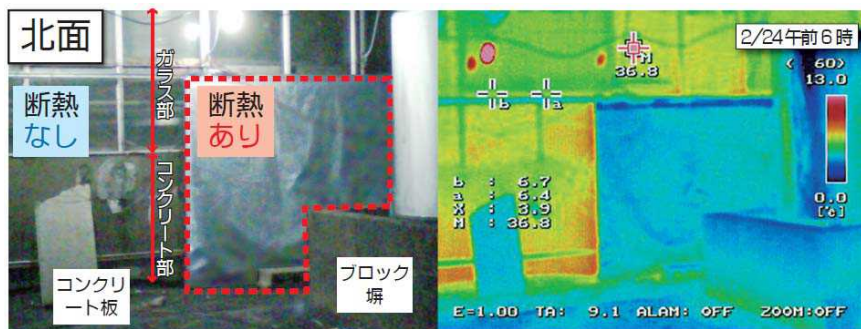 北面
断熱
なし
ガラス部
断熱
あり
コンクリート部
コンクリ
ート板
ブロック
塀
2/24午前6時
< 60>
13.0
M
36.8
b
a
b : 6.7
a : 6.4
X : 3.9
M : 36.8
0.0
[℃]
E=1.00 TA: 9.1 ALAM: OFF ZOOM:OFF